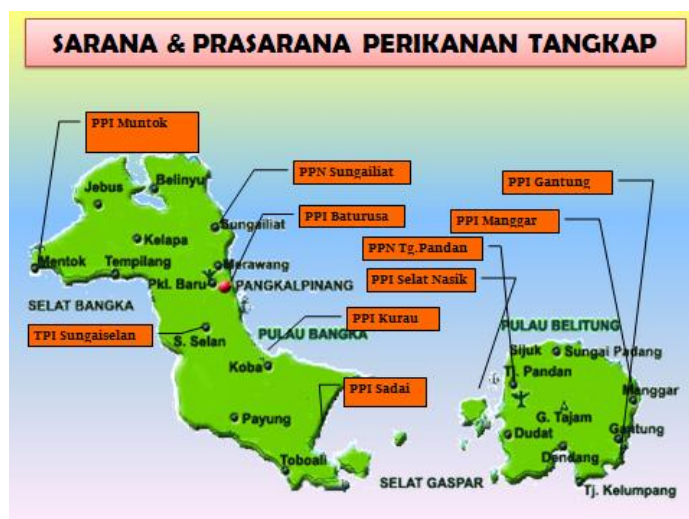 SARANA & PRASARANA PERIKANAN TANGKAP
PPI Muntok
PPN Sungailiat
PPI Gantung
PPI Baturusa
PPI Manggar
PPN Tg.Pandan
PPI Selat Nasik
PPI Kurau
TPI Sungaiselan
PPI Sadai
Jebus
Belinyu
Sungailiat
Kelapa
Mentok
Tempilang
Merawang
Pkl. Baru
PANGKALPINANG
SELAT BANGKA
S. Selan
PULAU BANGKA
Koba
Payung
Toboali
SELAT GASPAR
PULAU BELITUNG
Sijuk
Sungai Padang
Tj. Pandan
Manggar
G. Tajam
Dudat
Gantung
Dendang
Tj. Kelumpang